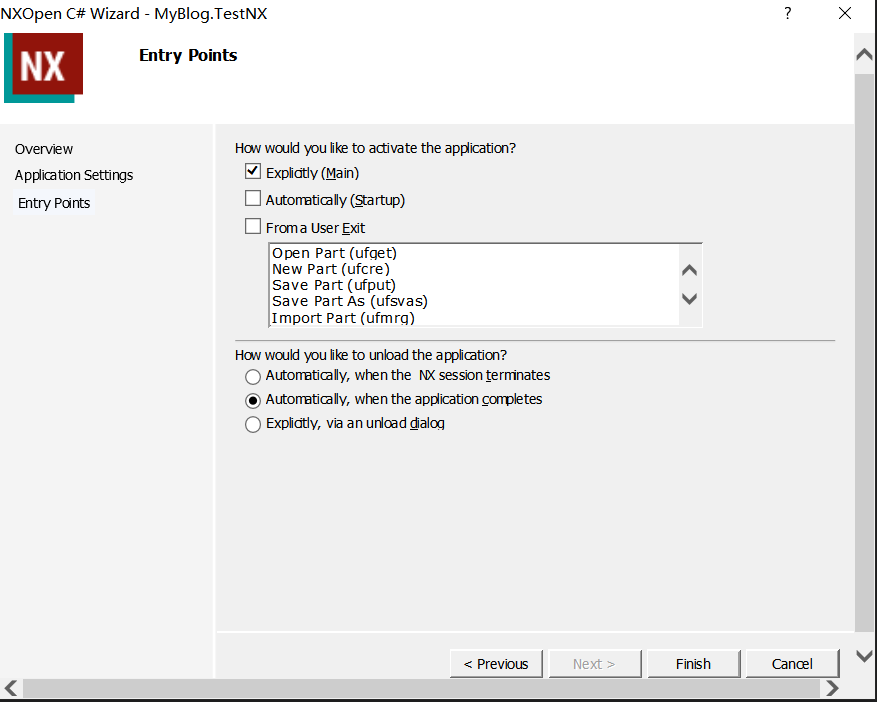 NXOpen C# Wizard - MyBlog.TestNX
?
NX
Entry Points
Overview
Application Settings
Entry Points
How would you like to activate the application?
Explicitly (Main)
Automatically (Startup)
From a User Exit
Open Part (ufget)
New Part (ufcre)
Save Part (ufput)
Save Part As (ufsvas)
Import Part (ufmrg)
How would you like to unload the application?
Automatically, when the NX session terminates
Automatically, when the application completes
Explicitly, via an unload dialog
< Previous
Next >
Finish
Cancel